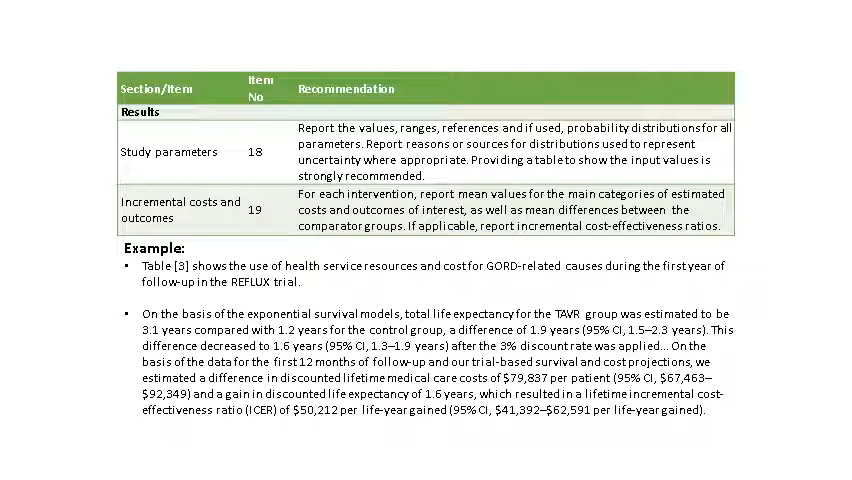 Section/Item Item No Recommendation
Results
Study parameters 18 Report the values, ranges, references and if used, probability distributions for all
parameters. Report reasons or sources for distributions used to represent
uncertainty where appropriate. Providing a table to show the input values is
strongly recommended.
Incremental costs and outcomes 19 For each intervention, report mean values for the main categories of estimated
costs and outcomes of interest, as well as mean differences between the
comparator groups. If applicable, report incremental cost-effectiveness ratios.
Example:
• Table [3] shows the use of health service resources and cost for GORD-related causes during the first year of
follow-up in the REFLUX trial.
• On the basis of the exponential survival models, total life expectancy for the TAVR group was estimated to be
3.1 years compared with 1.2 years for the control group, a difference of 1.9 years (95% CI, 1.5–2.3 years). This
difference decreased to 1.6 years (95% CI, 1.3–1.9 years) after the 3% discount rate was applied... On the
basis of the data for the first 12 months of follow-up and our trial-based survival and cost projections, we
estimated a difference in discounted lifetime medical care costs of $79,837 per patient (95% CI, $67,463–
$92,349) and a gain in discounted life expectancy of 1.6 years, which resulted in a lifetime incremental cost-
effectiveness ratio (ICER) of $50,212 per life-year gained (95% CI, $41,392–$62,591 per life-year gained).